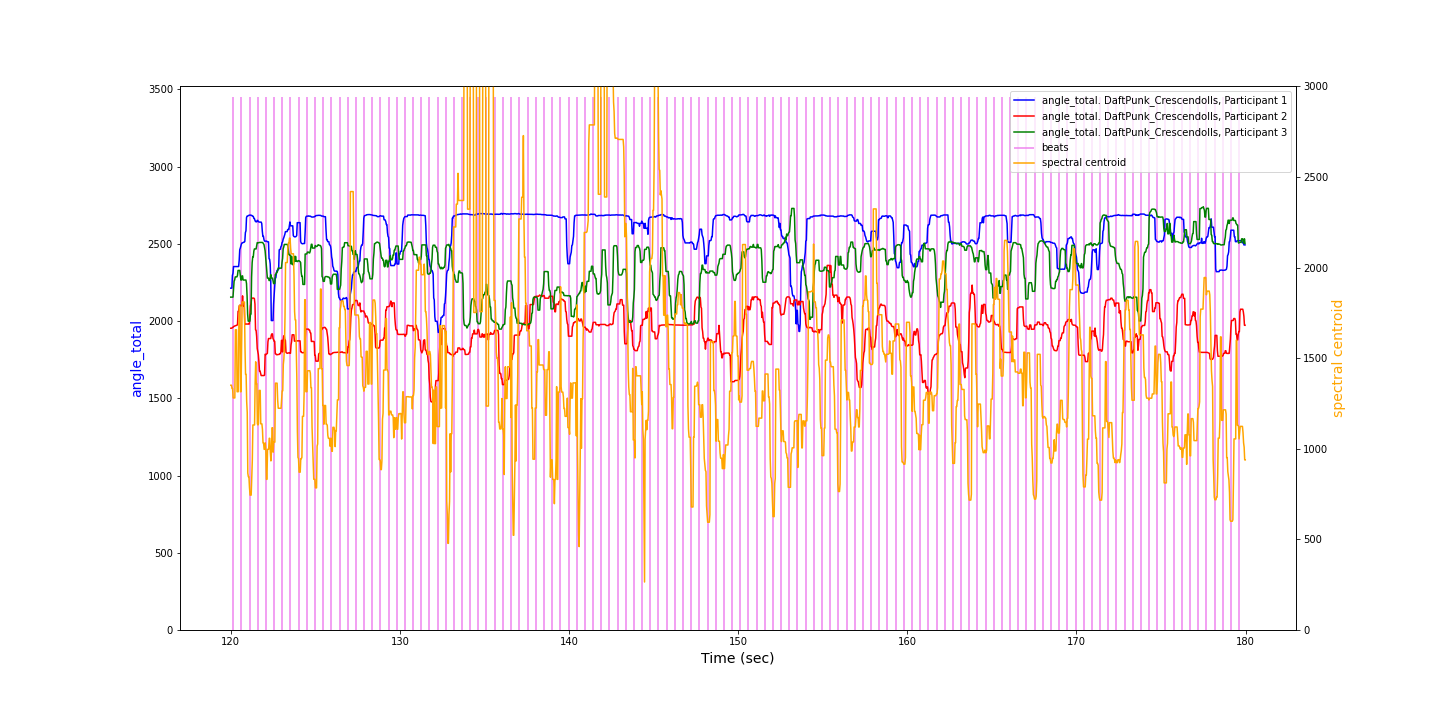 3500
3000
2500
2000
1500
1000
500
0
angle_total
3000
2500
2000
1500
1000
500
0
spectral centroid
angle_total. DaftPunk_Crescendolls, Participant 1
angle_total. DaftPunk_Crescendolls, Participant 2
angle_total. DaftPunk_Crescendolls, Participant 3
beats
spectral centroid
120 130 140 150 160 170 180
Time (sec)